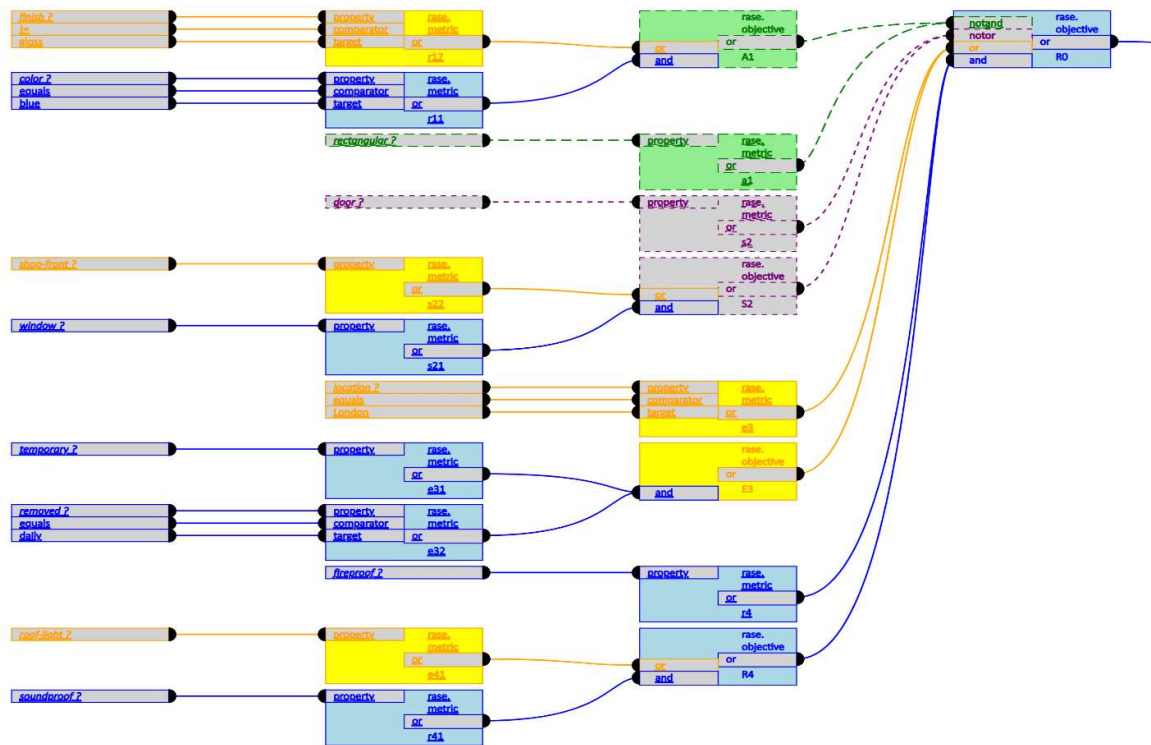 finish ?
!=
gloss
property
comparator
target
rase.
metric
or
r12
color ?
equals
blue
property
comparator
target
rase.
metric
or
r11
or
and
rase.
objective
or
A1
notand
notor
or
and
rase.
objective
or
R0
rectangular ?
property
rase.
metric
or
a1
door ?
property
rase.
metric
or
s2
shop-front ?
property
rase.
metric
or
s22
window ?
property
rase.
metric
or
s21
or
and
rase.
objective
or
S2
location ?
equals
London
property
comparator
target
rase.
metric
or
e3
temporary ?
property
rase.
metric
or
e31
removed ?
equals
daily
property
comparator
target
rase.
metric
or
e32
and
rase.
objective
or
E3
fireproof ?
property
rase.
metric
or
r4
roof-light ?
property
rase.
metric
or
e41
soundproof ?
property
rase.
metric
or
r41
or
and
rase.
objective
or
R4